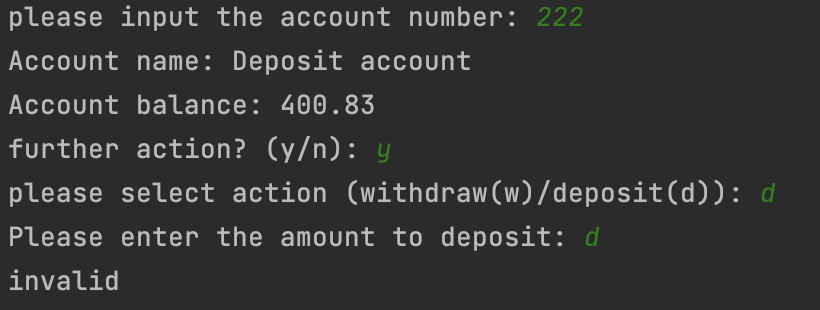 please input the account number: 222
Account name: Deposit account
Account balance: 400.83
further action? (y/n): y
please select action (withdraw(w)/deposit(d)): d
Please enter the amount to deposit: d
invalid